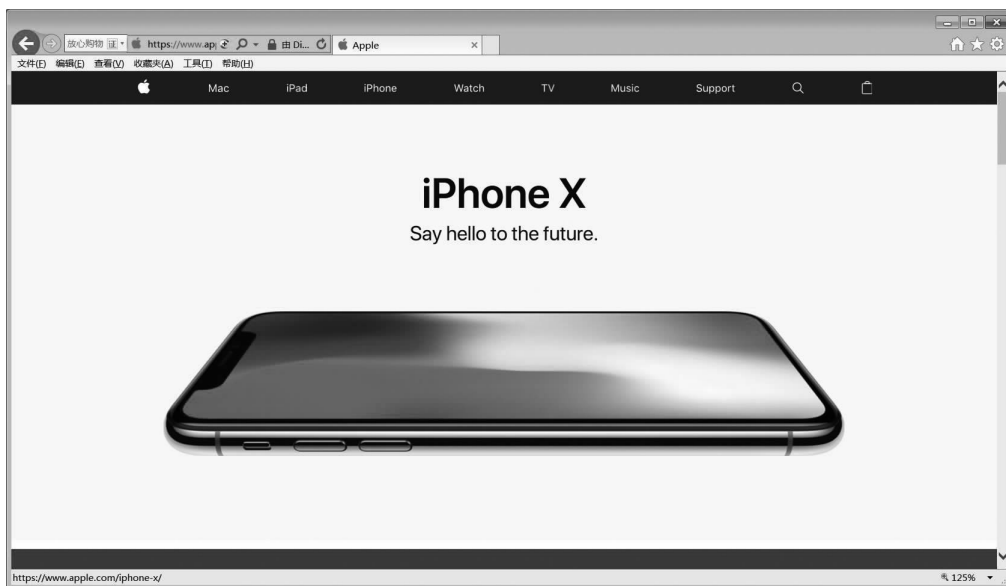 放心购物 证 https://www.ap 由 Di... Apple
文件(F) 编辑(E) 查看(V) 收藏夹(A) 工具(T) 帮助(H)
Mac iPad iPhone Watch TV Music Support
iPhone X
Say hello to the future.
https://www.apple.com/iphone-x/ 125%